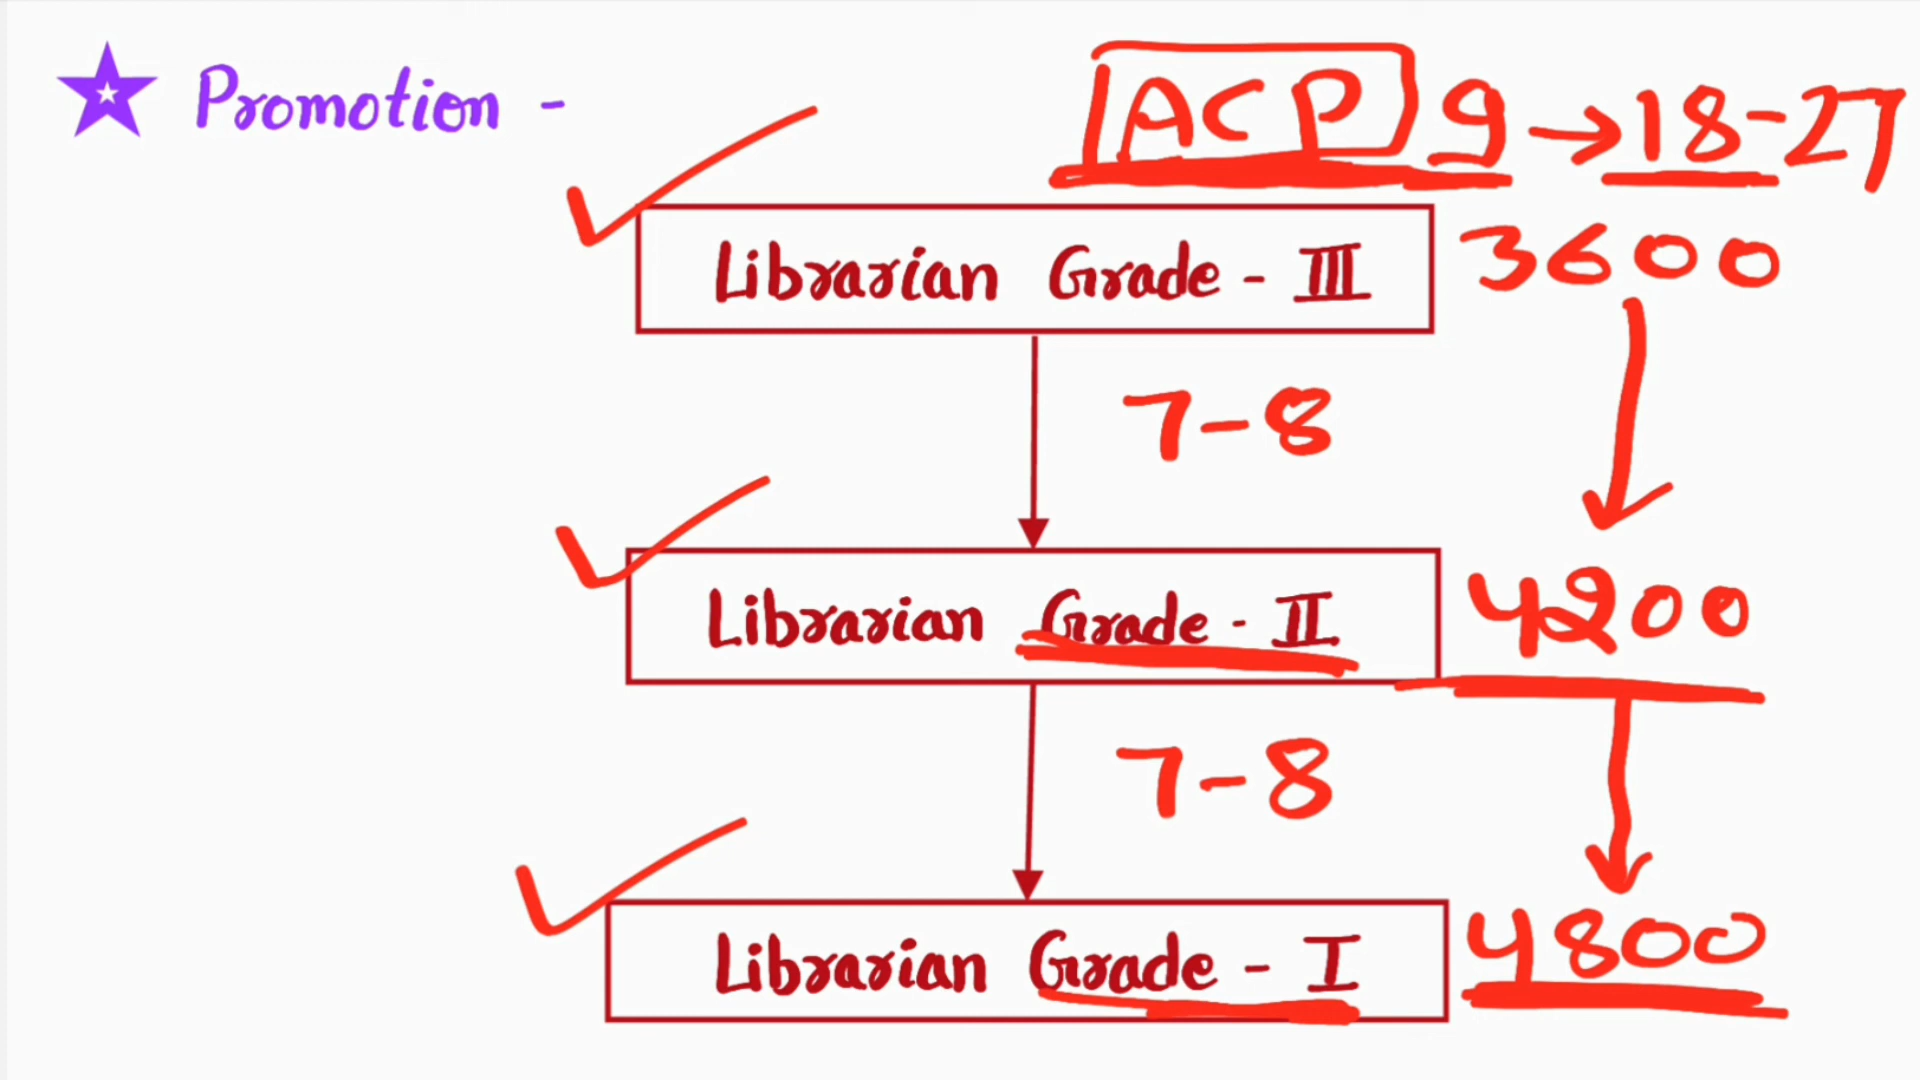 Promotion -
ACP 9 → 18-27
Librarian Grade - III 3600
7-8
Librarian Grade - II 4200
7-8
Librarian Grade - I 4800